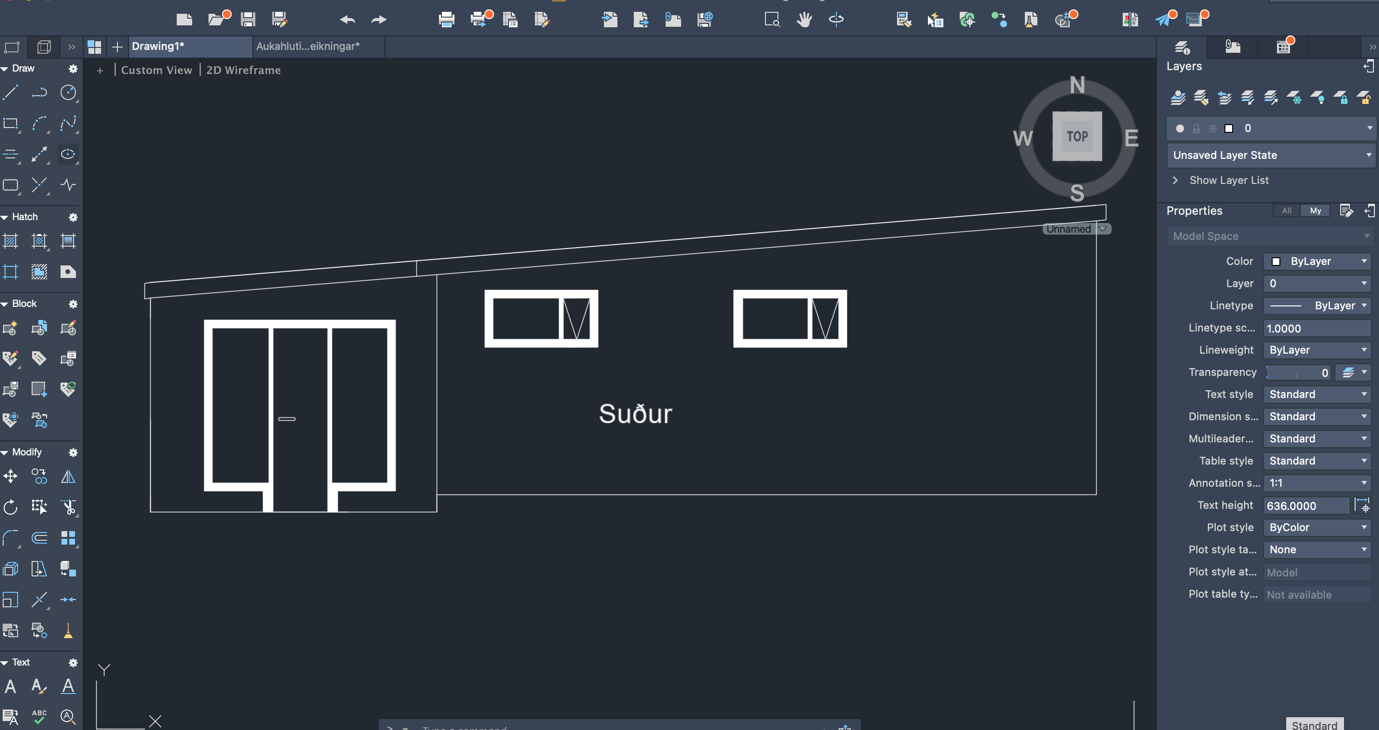 Drawing1*
Aukahluti...eikningar*
+ | Custom View | 2D Wireframe
Draw
Hatch
Block
Modify
Text
ABC
N
W
TOP
E
S
Unnamed
Suður
Y
X
Layers
0
Unsaved Layer State
Show Layer List
Properties
All
My
Model Space
Color ByLayer
Layer 0
Linetype ByLayer
Linetype sc... 1.0000
Lineweight ByLayer
Transparency 0
Text style Standard
Dimension s... Standard
Multileader... Standard
Table style Standard
Annotation s... 1:1
Text height 636.0000
Plot style ByColor
Plot style ta... None
Plot style at... Model
Plot table ty... Not available
Standard